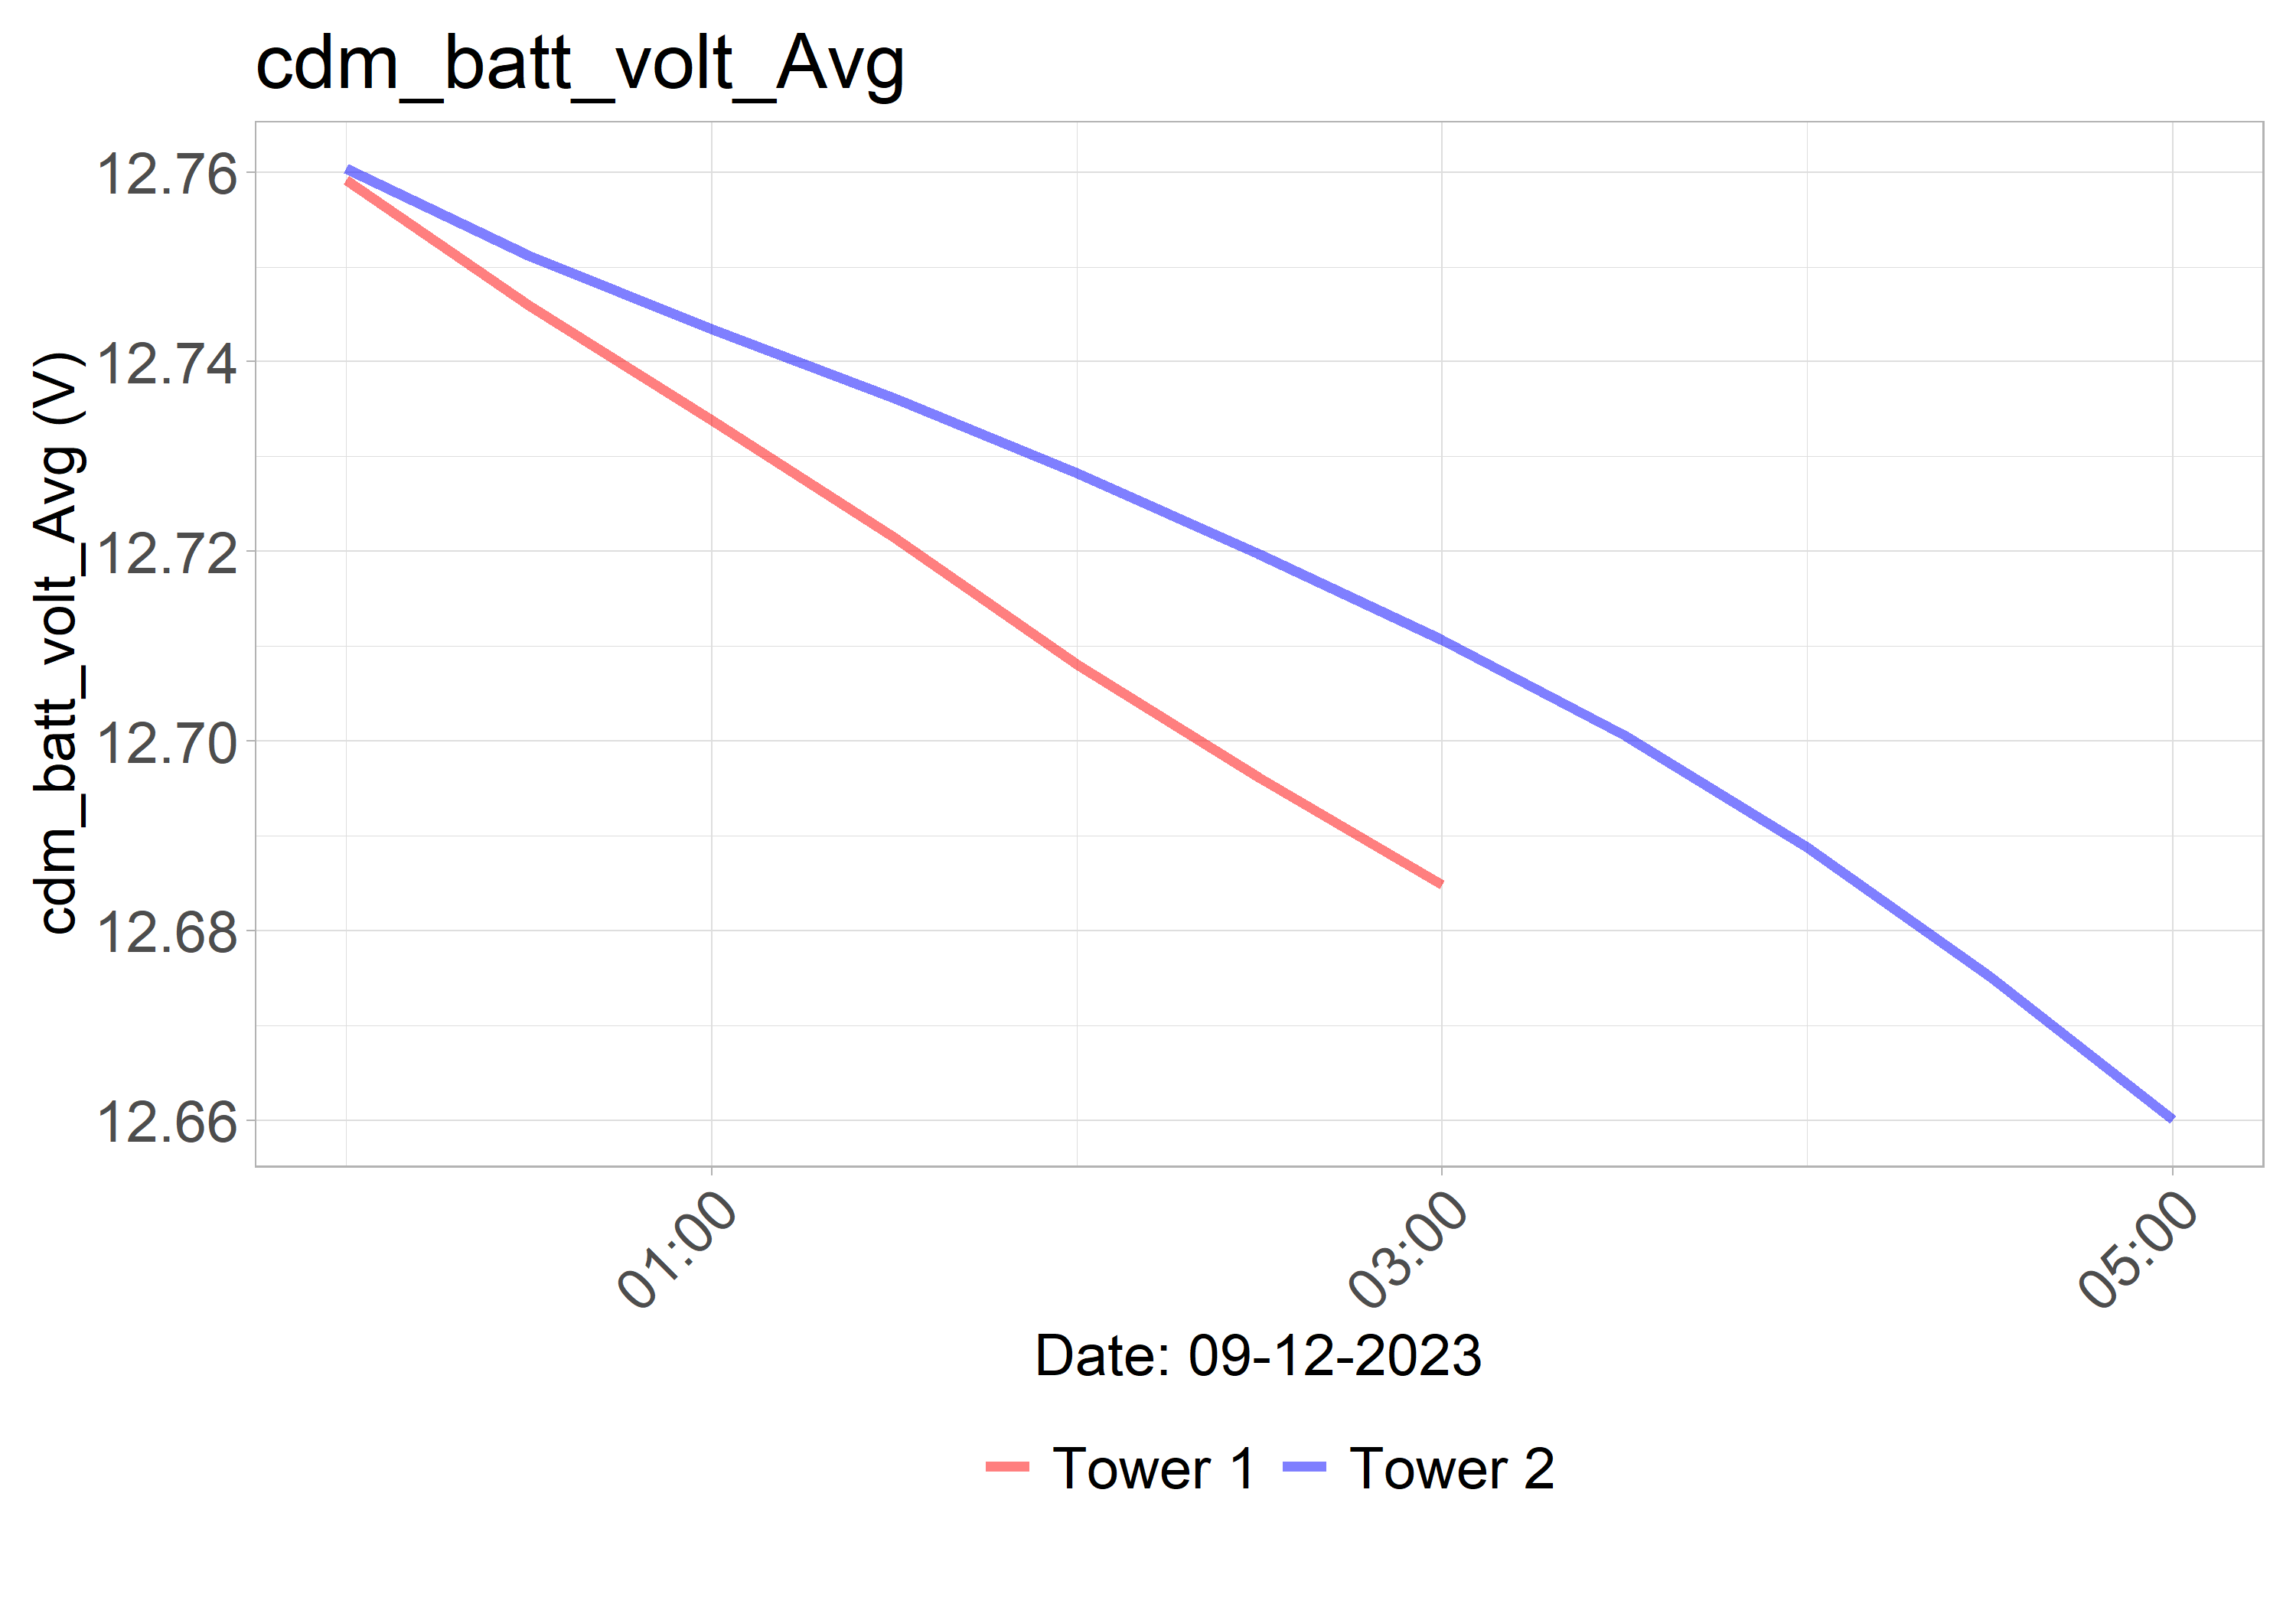 cdm_batt_volt_Avg
cdm_batt_volt_Avg (V)
12.76
12.74
12.72
12.70
12.68
12.66
01:00
03:00
05:00
Date: 09-12-2023
Tower 1
Tower 2